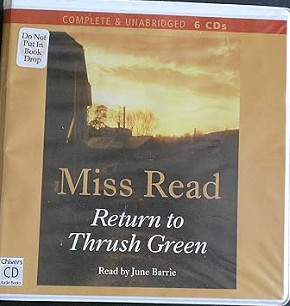 COMPLETE & UNABRIDGED 6 CDs
Do Not
Put In
Book
Drop
Miss Read
Return to
Thrush Green
Read by June Barrie
Chivers
CD
Audio Books